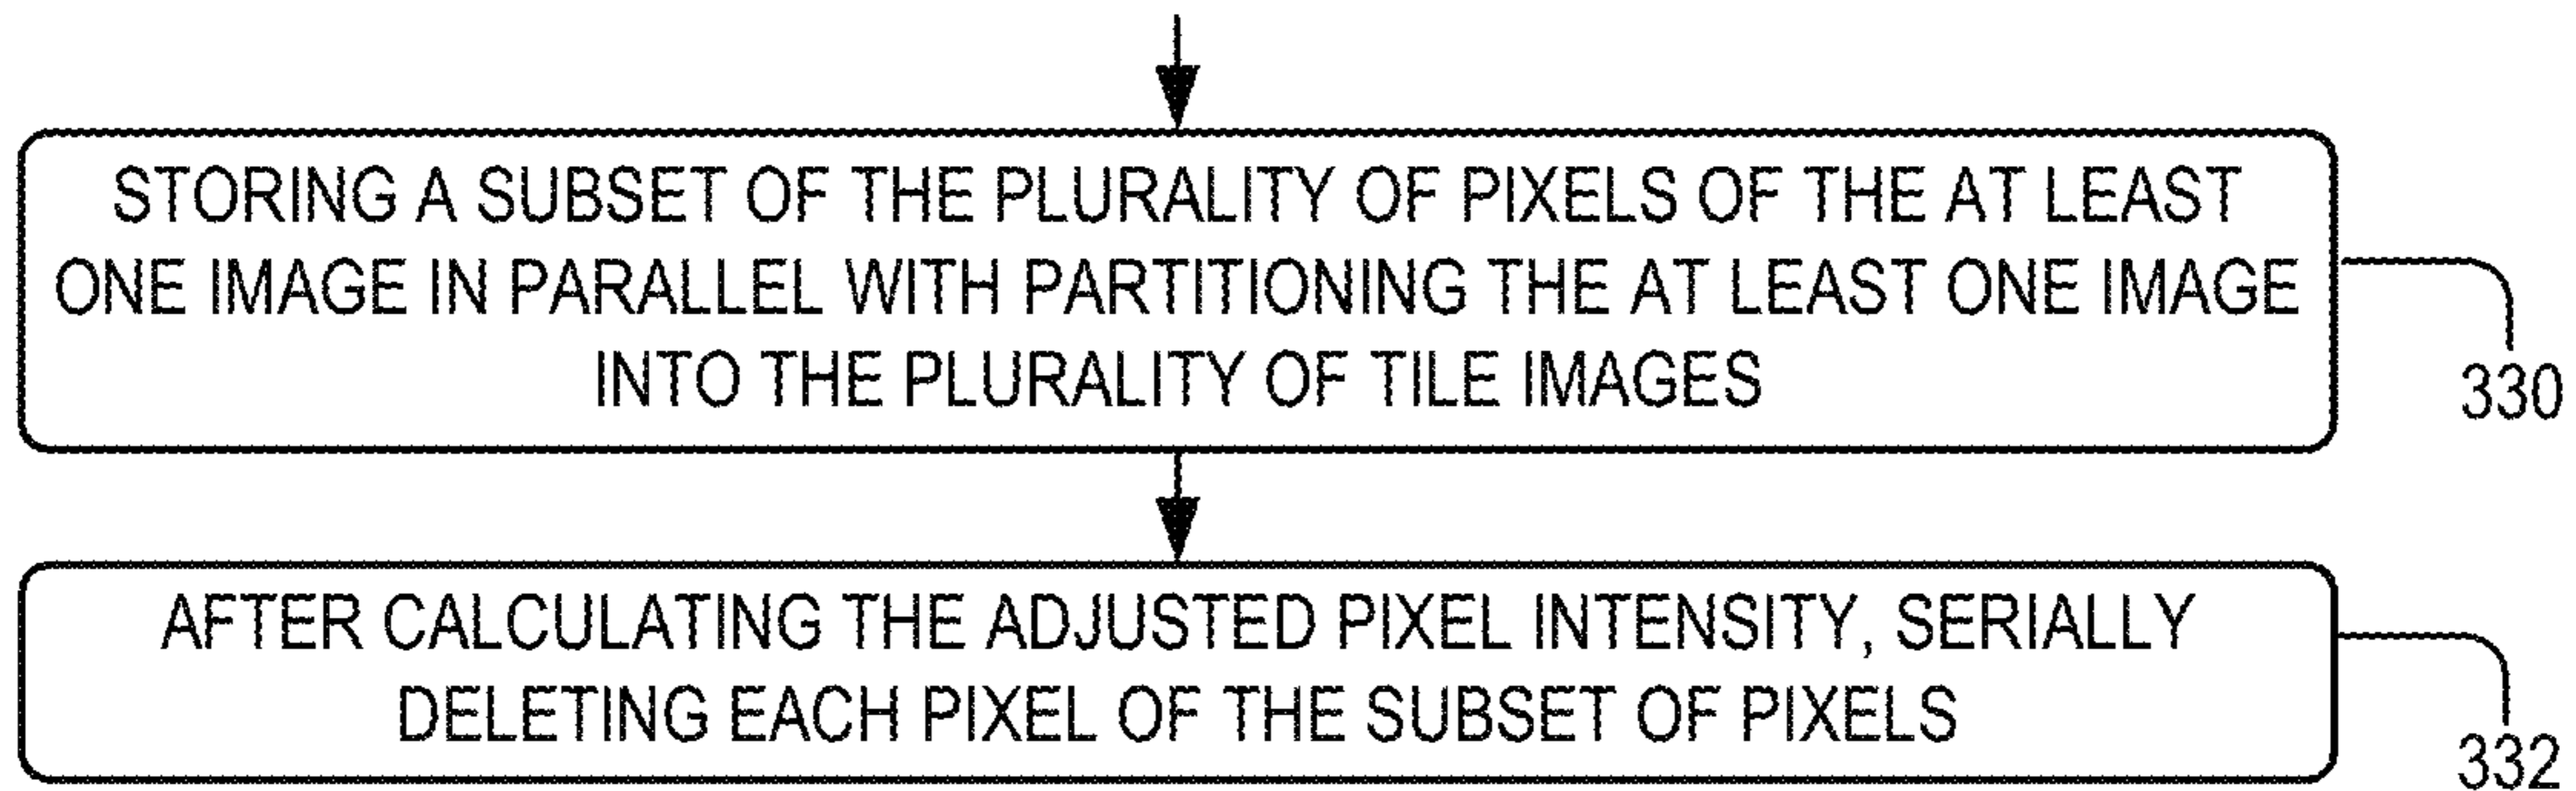 STORING A SUBSET OF THE PLURALITY OF PIXELS OF THE AT LEAST
ONE IMAGE IN PARALLEL WITH PARTITIONING THE AT LEAST ONE IMAGE
INTO THE PLURALITY OF TILE IMAGES
330
AFTER CALCULATING THE ADJUSTED PIXEL INTENSITY, SERIALLY
DELETING EACH PIXEL OF THE SUBSET OF PIXELS
332